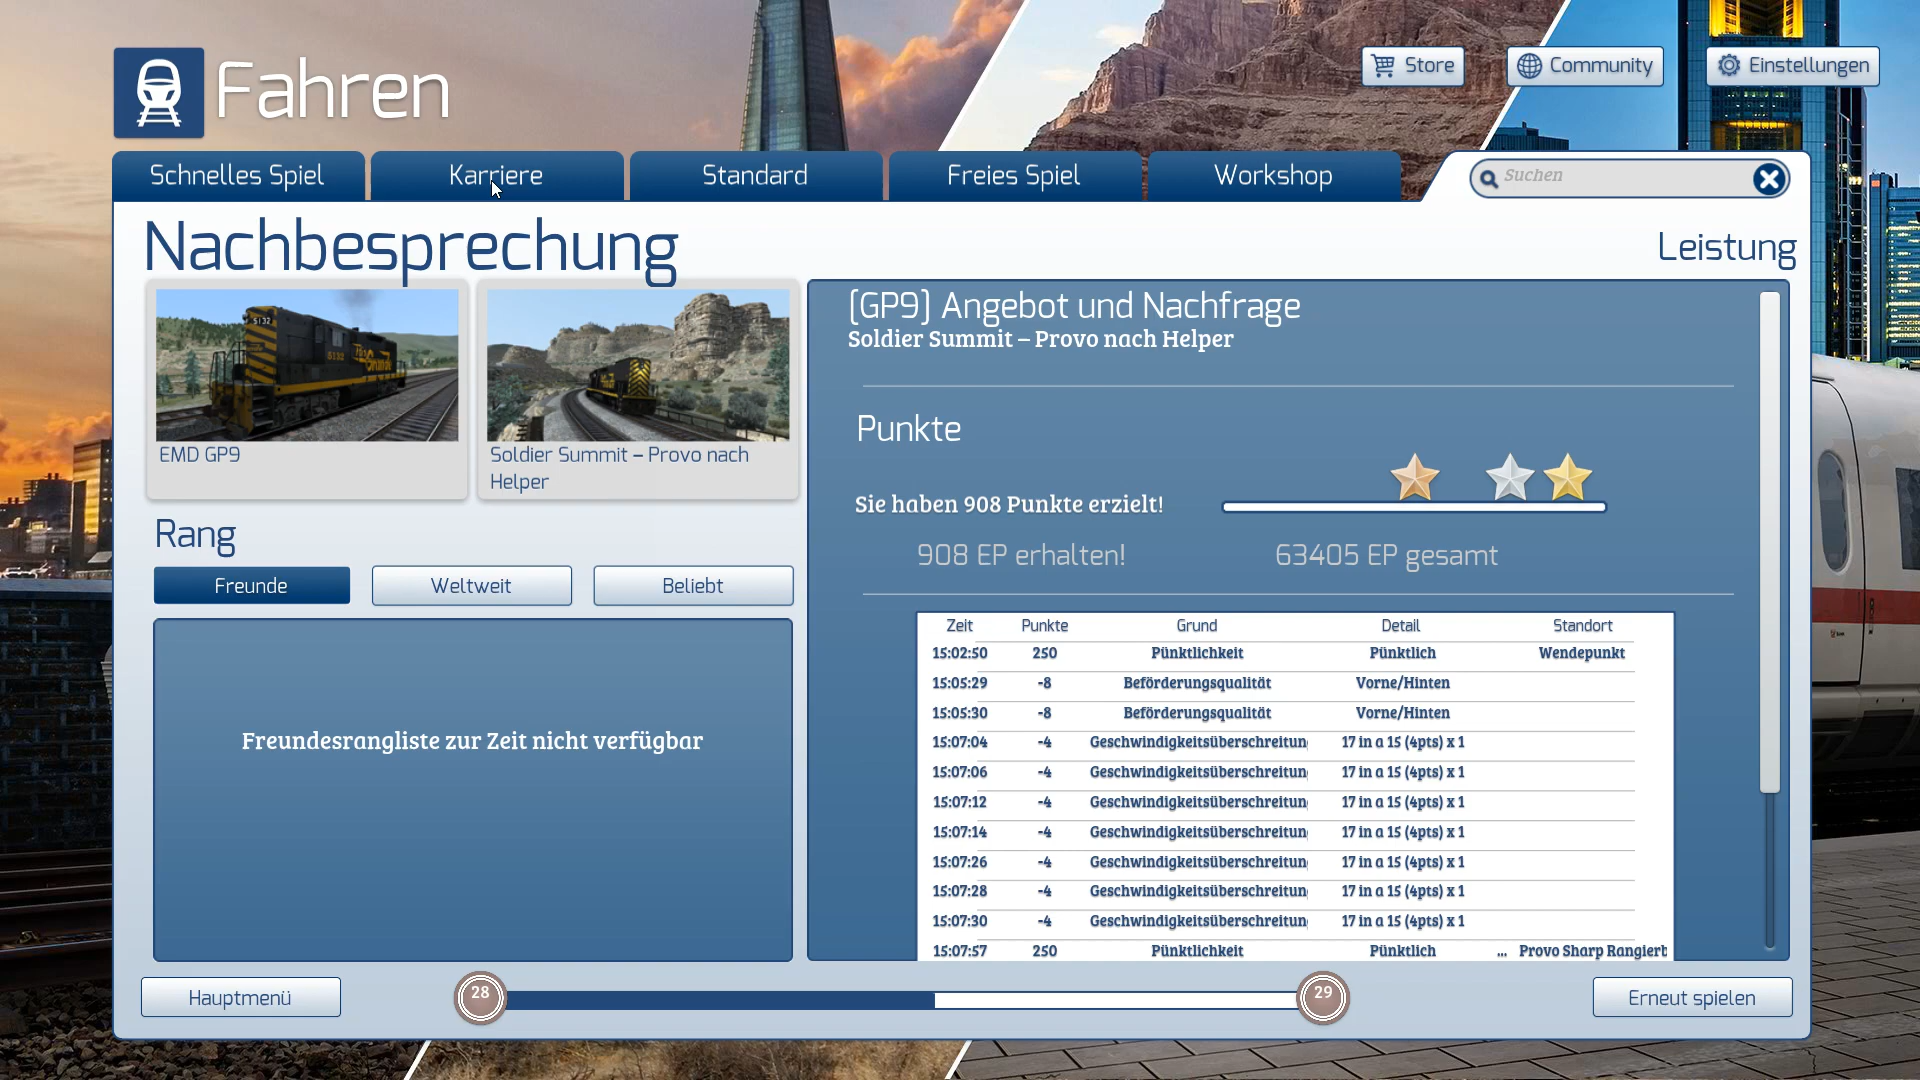 Fahren
Store
Community
Einstellungen
Schnelles Spiel
Karriere
Standard
Freies Spiel
Workshop
Suchen
Nachbesprechung
Leistung
5132
5132
EMD GP9
Soldier Summit – Provo nach
Helper
Rang
Freunde
Weltweit
Beliebt
Freundesrangliste zur Zeit nicht verfügbar
[GP9] Angebot und Nachfrage
Soldier Summit – Provo nach Helper
Punkte
Sie haben 908 Punkte erzielt!
908 EP erhalten!
63405 EP gesamt
Zeit Punkte Grund Detail Standort
15:02:50 250 Pünktlichkeit Pünktlich Wendepunkt
15:05:29 -8 Beförderungsqualität Vorne/Hinten
15:05:30 -8 Beförderungsqualität Vorne/Hinten
15:07:04 -4 Geschwindigkeitsüberschreitun 17 in a 15 (4pts) x 1
15:07:06 -4 Geschwindigkeitsüberschreitun 17 in a 15 (4pts) x 1
15:07:12 -4 Geschwindigkeitsüberschreitun 17 in a 15 (4pts) x 1
15:07:14 -4 Geschwindigkeitsüberschreitun 17 in a 15 (4pts) x 1
15:07:26 -4 Geschwindigkeitsüberschreitun 17 in a 15 (4pts) x 1
15:07:28 -4 Geschwindigkeitsüberschreitun 17 in a 15 (4pts) x 1
15:07:30 -4 Geschwindigkeitsüberschreitun 17 in a 15 (4pts) x 1
15:07:57 250 Pünktlichkeit Pünktlich ... Provo Sharp Rangierb
Hauptmenü
28
29
Erneut spielen